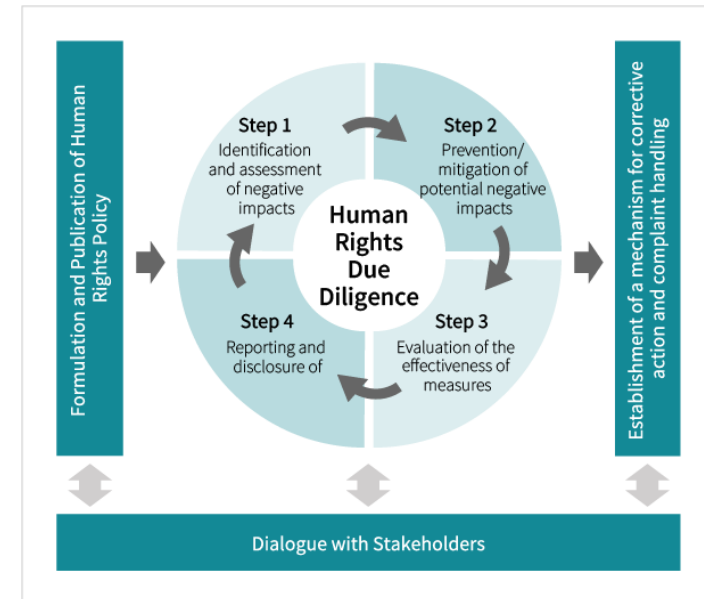 Formulation and Publication of Human
Rights Policy
Step 1
Identification
and assessment
of negative
impacts
Step 2
Prevention/
mitigation of
potential negative
impacts
Human
Rights
Due
Diligence
Step 4
Reporting and
disclosure of
Step 3
Evaluation of the
effectiveness of
measures
Establishment of a mechanism for corrective
action and complaint handling
Dialogue with Stakeholders